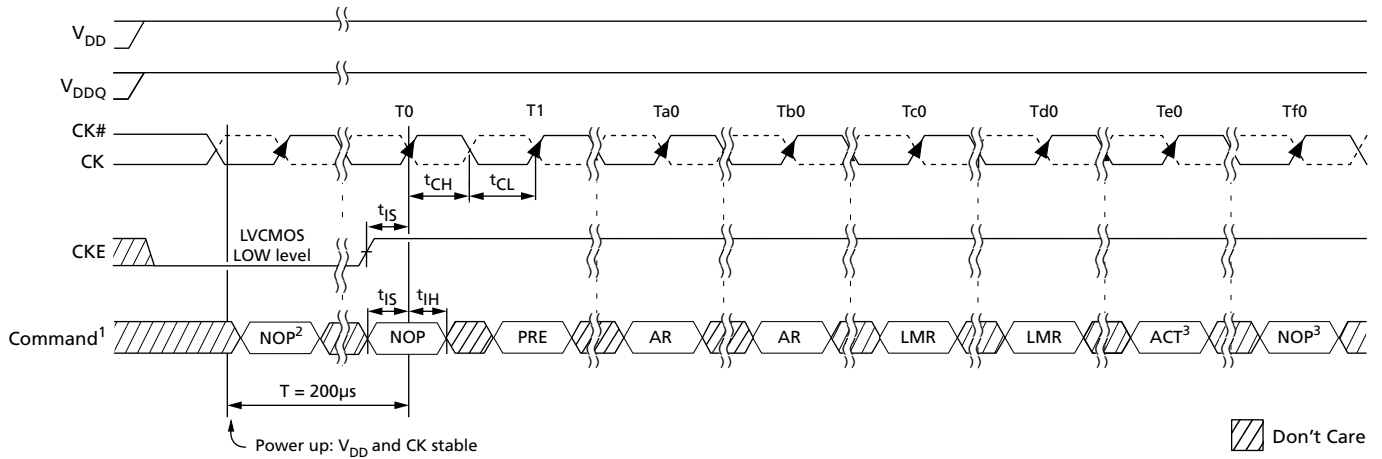 VDD
VDDQ
T0 T1 Ta0 Tb0 Tc0 Td0 Te0 Tf0
CK#
CK
tCH tCL
tIS
CKE
LVCMOS
LOW level
tIS tIH
Command1 NOP2 NOP PRE AR AR LMR LMR ACT3 NOP3
T = 200µs
Power up: VDD and CK stable
Don't Care